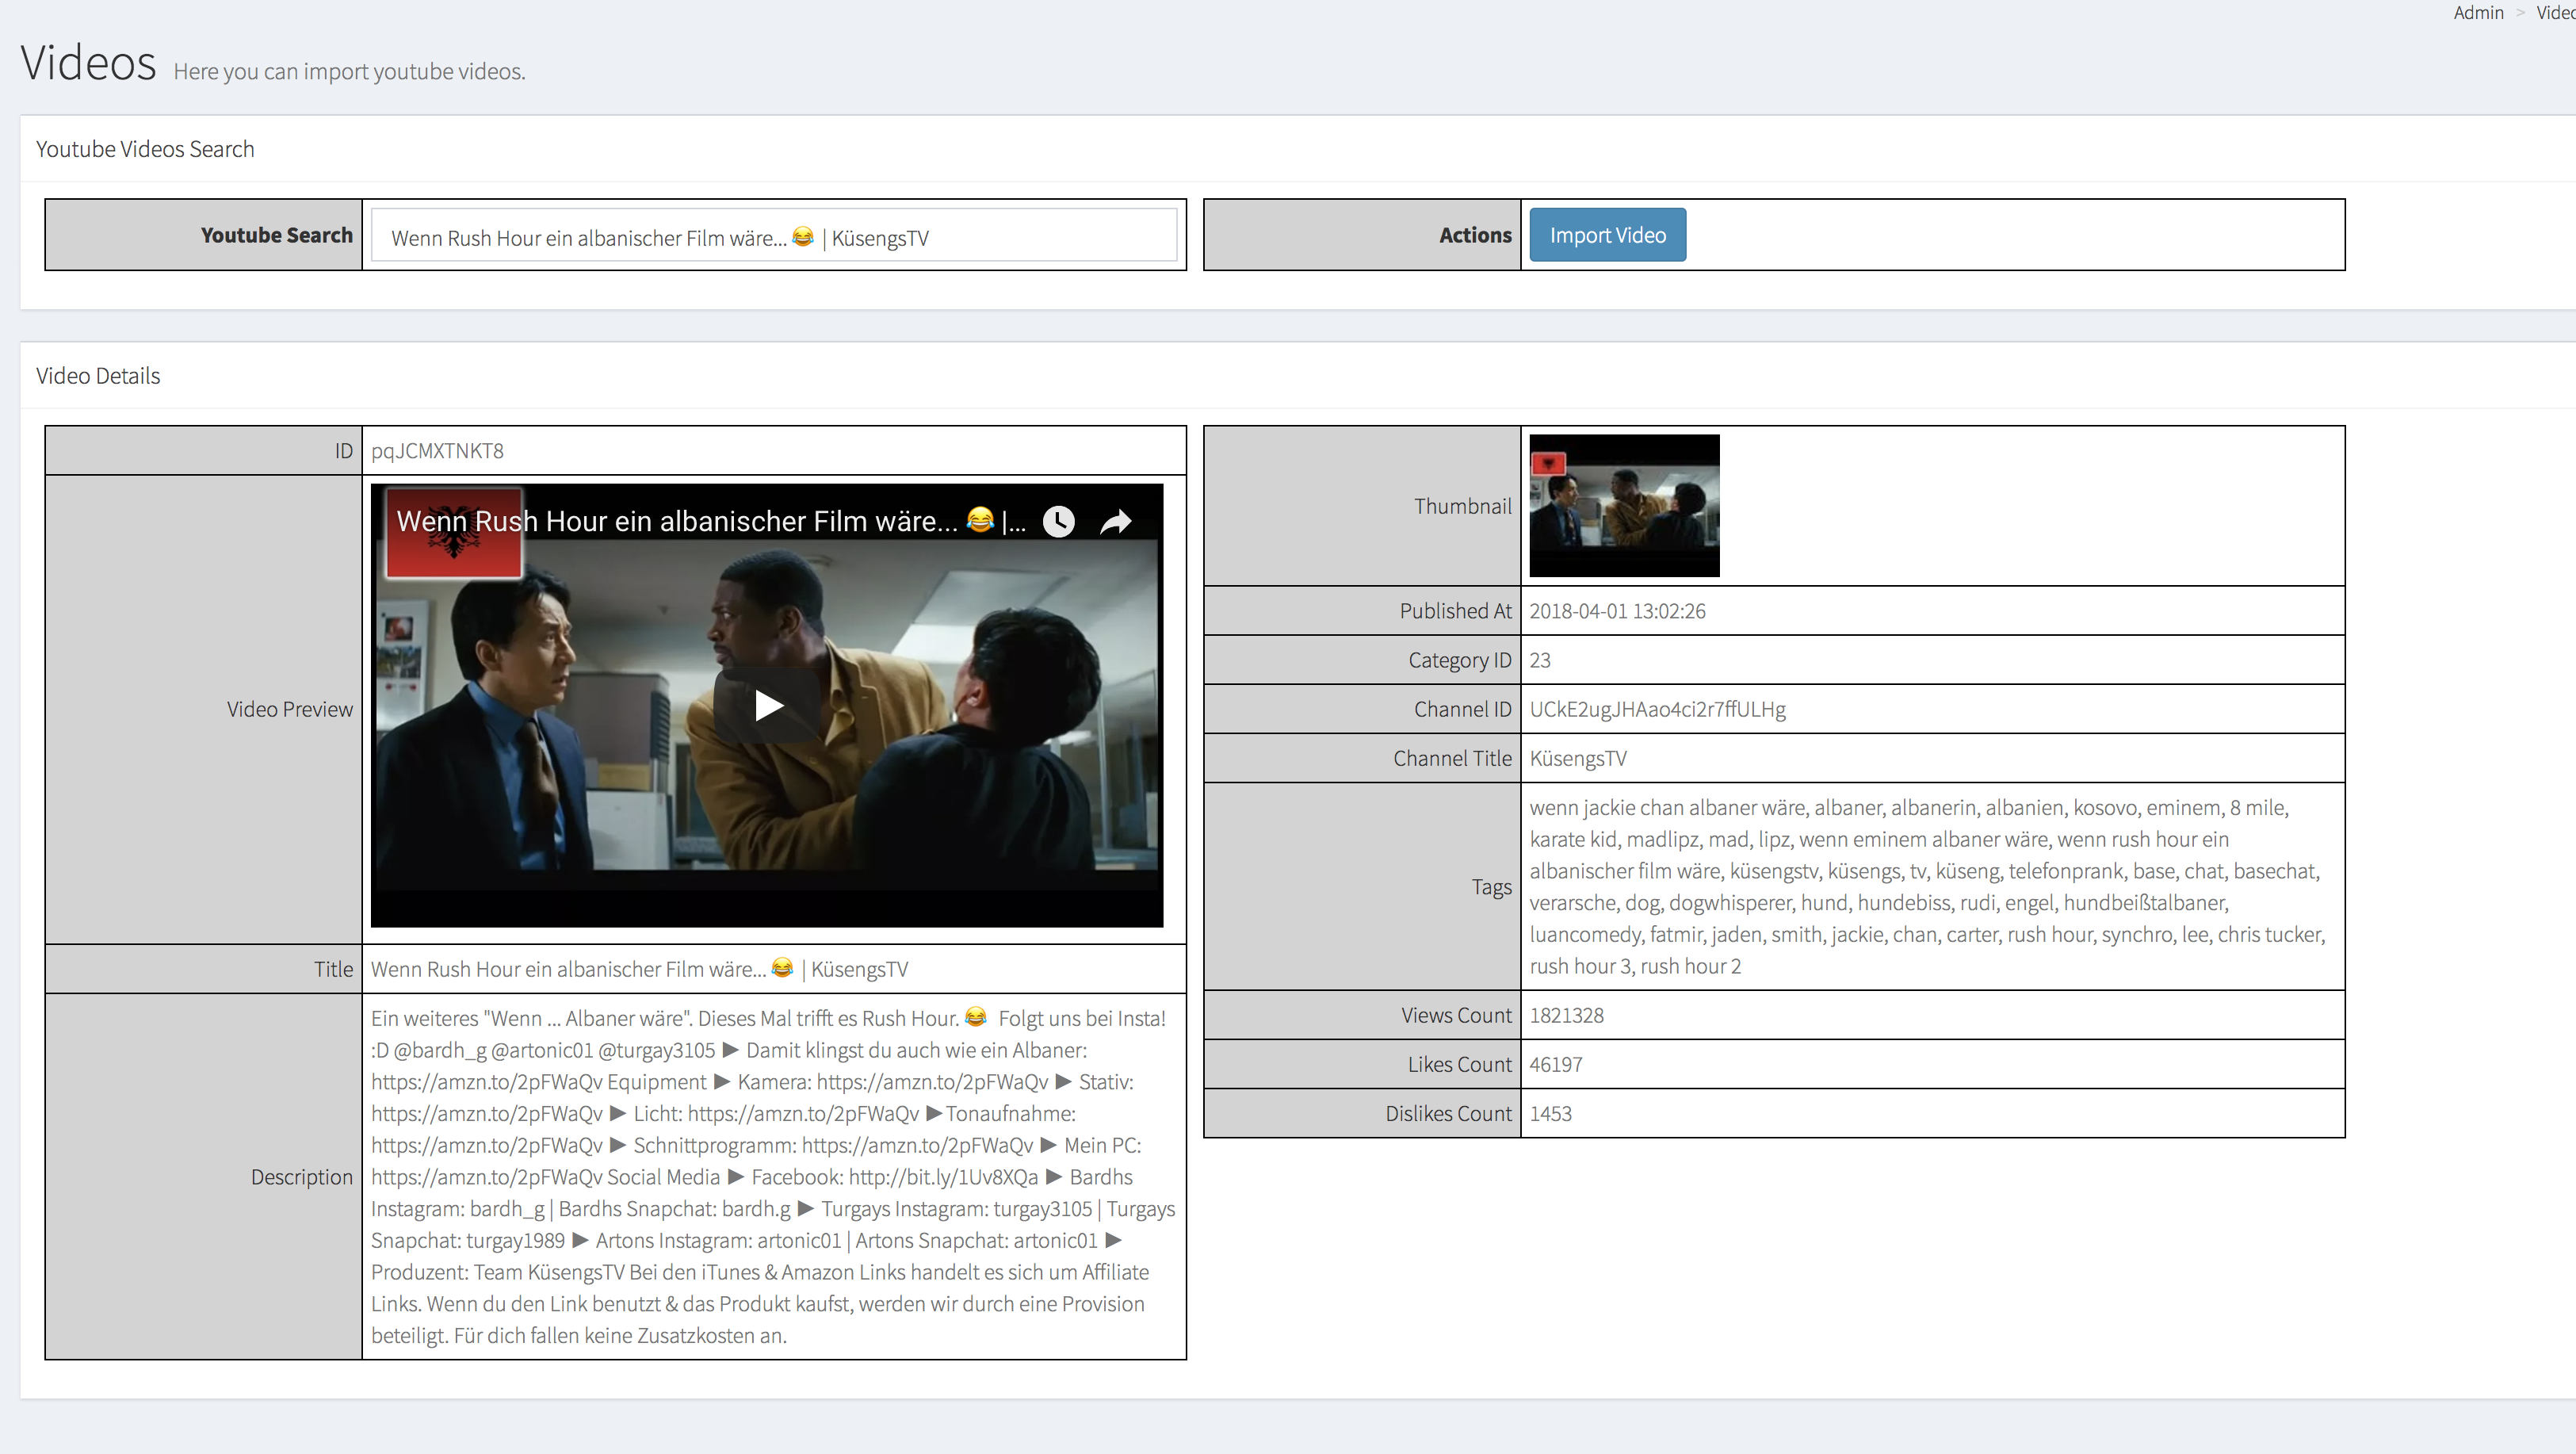 Admin > Video
Videos Here you can import youtube videos.
Youtube Videos Search
Youtube Search
Wenn Rush Hour ein albanischer Film wäre... 😂 | KüsengsTV
Actions
Import Video
Video Details
ID
pqJCMXTNKT8
Video Preview
Wenn Rush Hour ein albanischer Film wäre... 😂 |...
Title
Wenn Rush Hour ein albanischer Film wäre... 😂 | KüsengsTV
Description
Ein weiteres "Wenn ... Albaner wäre". Dieses Mal trifft es Rush Hour. 😂 Folgt uns bei Insta!
:D @bardh_g @artonic01 @turgay3105 ► Damit klingst du auch wie ein Albaner:
https://amzn.to/2pFWaQv Equipment ► Kamera: https://amzn.to/2pFWaQv ► Stativ:
https://amzn.to/2pFWaQv ► Licht: https://amzn.to/2pFWaQv ►Tonaufnahme:
https://amzn.to/2pFWaQv ► Schnittprogramm: https://amzn.to/2pFWaQv ► Mein PC:
https://amzn.to/2pFWaQv Social Media ► Facebook: http://bit.ly/1Uv8XQa ► Bardhs
Instagram: bardh_g | Bardhs Snapchat: bardh.g ► Turgays Instagram: turgay3105 | Turgays
Snapchat: turgay1989 ► Artons Instagram: artonic01 | Artons Snapchat: artonic01 ►
Produzent: Team KüsengsTV Bei den iTunes & Amazon Links handelt es sich um Affiliate
Links. Wenn du den Link benutzt & das Produkt kaufst, werden wir durch eine Provision
beteiligt. Für dich fallen keine Zusatzkosten an.
Thumbnail
Published At
2018-04-01 13:02:26
Category ID
23
Channel ID
UCkE2ugJHAao4ci2r7ffULHg
Channel Title
KüsengsTV
Tags
wenn jackie chan albaner wäre, albaner, albanerin, albanien, kosovo, eminem, 8 mile,
karate kid, madlipz, mad, lipz, wenn eminem albaner wäre, wenn rush hour ein
albanischer film wäre, küsengstv, küsengs, tv, küseng, telefonprank, base, chat, basechat,
verarsche, dog, dogwhisperer, hund, hundebiss, rudi, engel, hundbeißtalbaner,
luancomedy, fatmir, jaden, smith, jackie, chan, carter, rush hour, synchro, lee, chris tucker,
rush hour 3, rush hour 2
Views Count
1821328
Likes Count
46197
Dislikes Count
1453